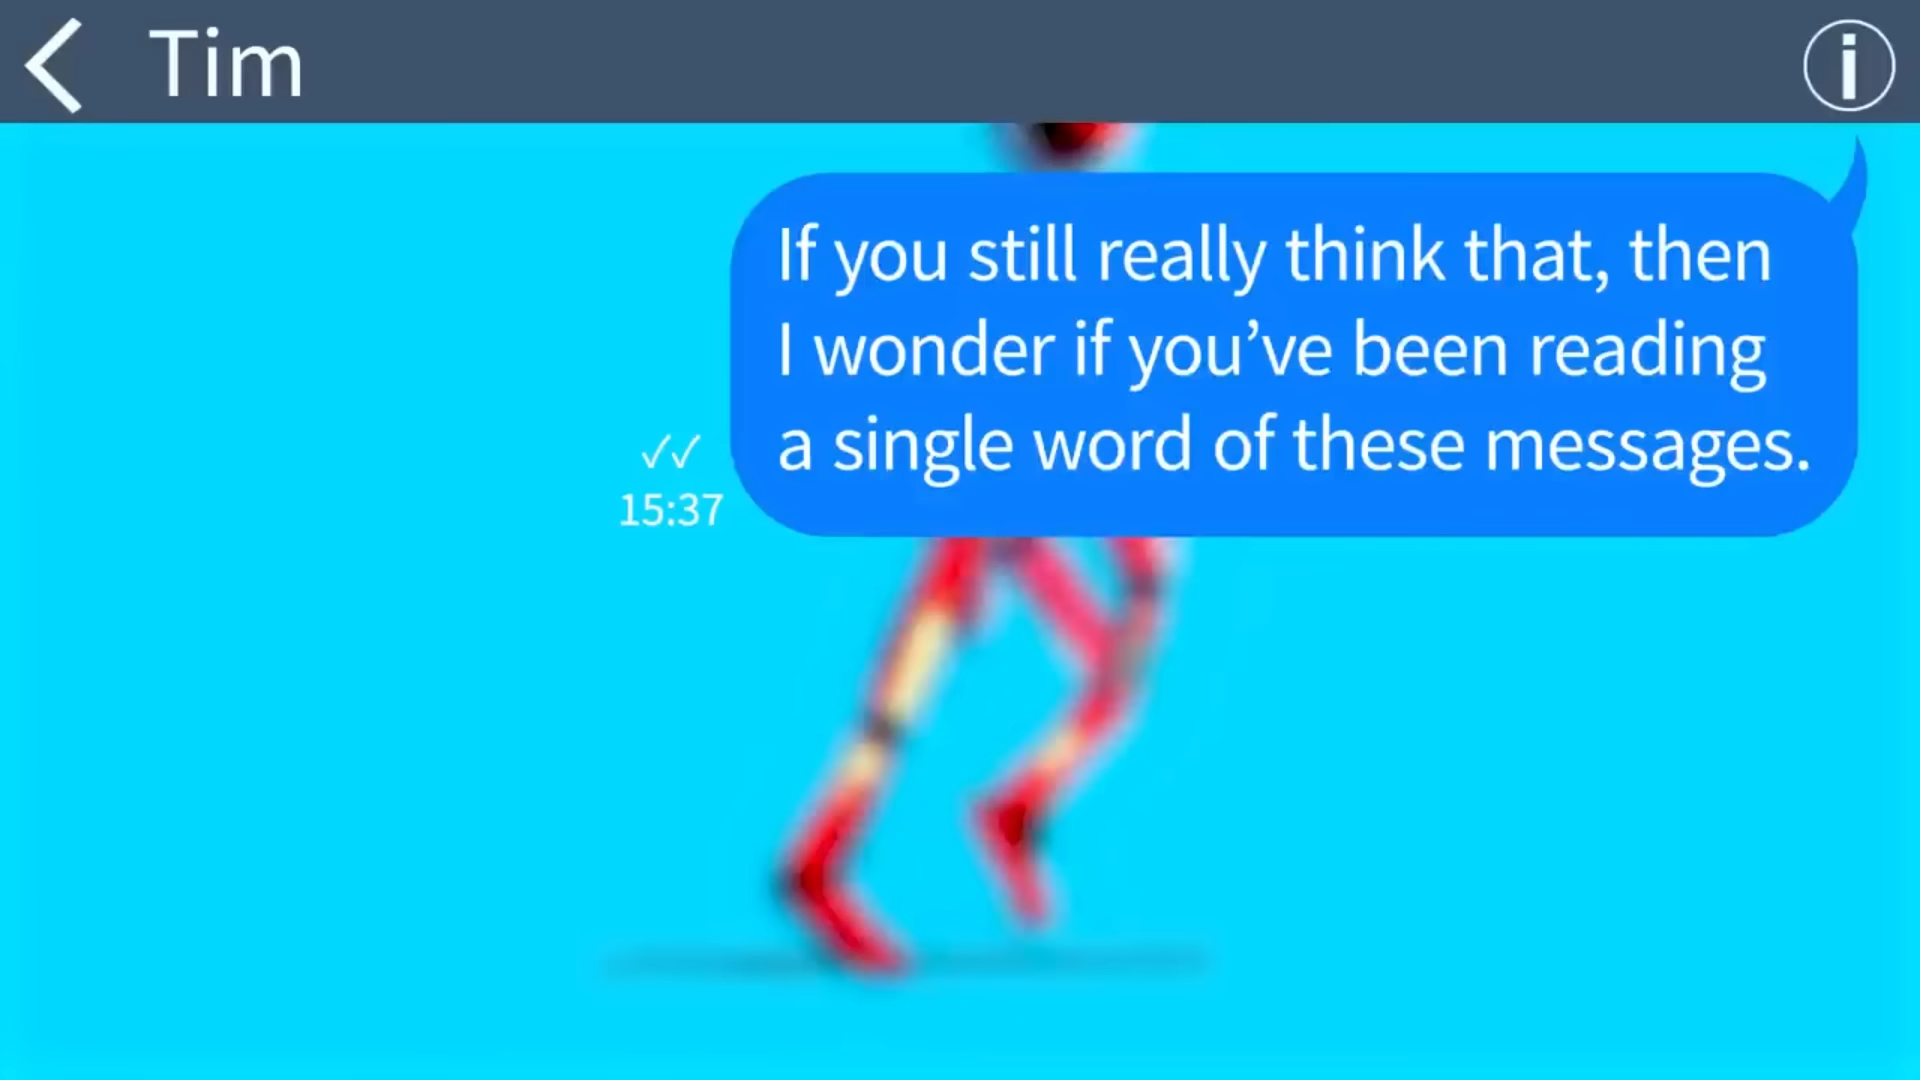 Tim
If you still really think that, then
I wonder if you’ve been reading
a single word of these messages.
15:37